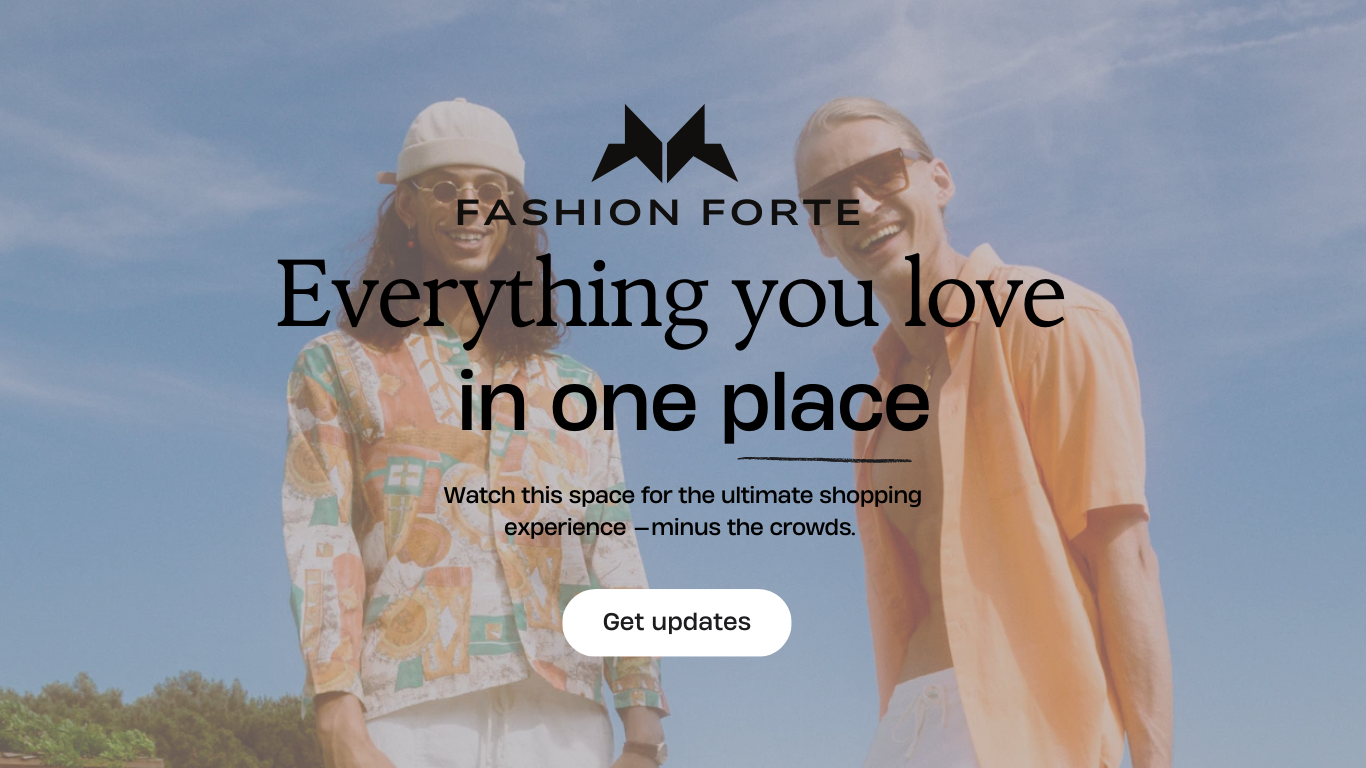 FASHION FORTE
Everything you love
in one place
Watch this space for the ultimate shopping
experience —minus the crowds.
Get updates